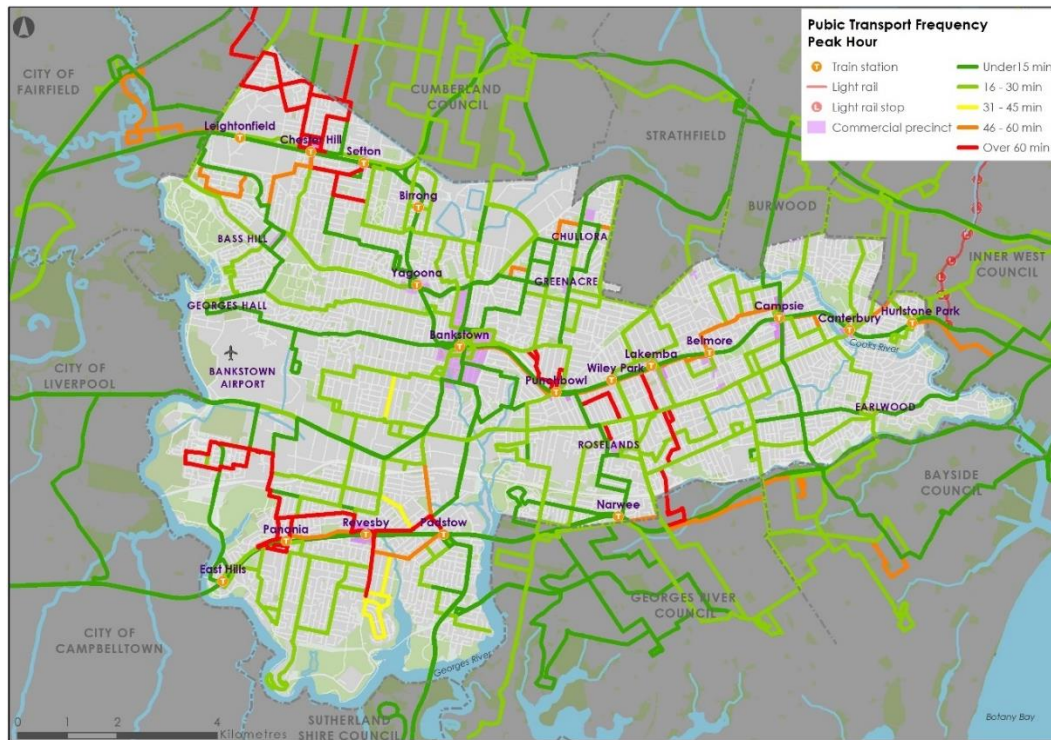 Pubic Transport Frequency
Peak Hour
Train station
Light rail
Light rail stop
Commercial precinct
Under15 min
16 - 30 min
31 - 45 min
46 - 60 min
Over 60 min
CITY OF
FAIRFIELD
CUMBERLAND
COUNCIL
STRATHFIELD
BURWOOD
INNER WEST
COUNCIL
Leightonfield
Chester Hill
Sefton
Birrong
BASS HILL
CHULLORA
Yagoona
GREENACRE
GEORGES HALL
Bankstown
Campsie
Canterbury
Hurlstone Park
Cooks River
BANKSTOWN
AIRPORT
Belmore
Lakemba
Wiley Park
Punchbowl
CITY OF
LIVERPOOL
EARLWOOD
ROSELANDS
BAYSIDE
COUNCIL
Narwee
Panania
Revesby
Padstow
East Hills
GEORGES RIVER
COUNCIL
CITY OF
CAMPBELLTOWN
Georges River
SUTHERLAND
SHIRE COUNCIL
Botany Bay
0 1 2 4
Kilometres
T
L